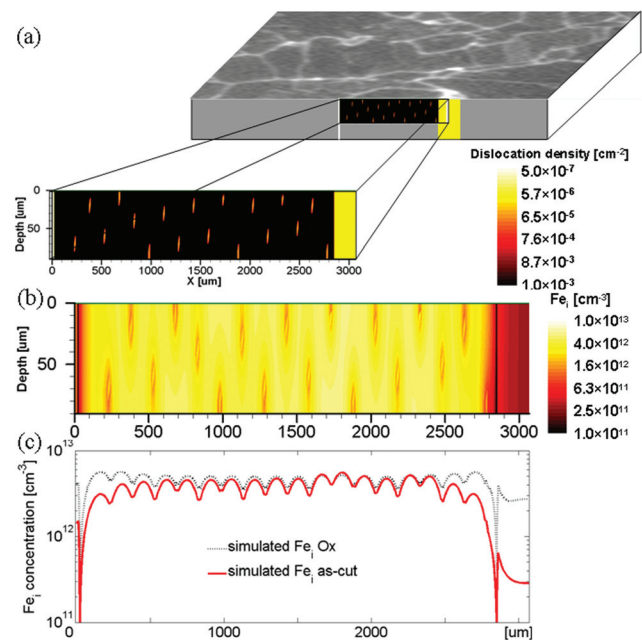 (a)
Dislocation density [cm-2]
5.0×10-7
5.7×10-6
6.5×10-5
7.6×10-4
8.7×10-3
1.0×10-3
Depth [um]
0
50
0 500 1000 1500 2000 2500 3000
X [um]
(b)
Fei [cm-3]
1.0×1013
4.0×1012
1.6×1012
6.3×1011
2.5×1011
1.0×1011
Depth [um]
0
50
0 500 1000 1500 2000 2500 3000
(c)
Fei concentration [cm-3]
1013
1012
1011
simulated Fei Ox
simulated Fei as-cut
0 1000 2000 [um]